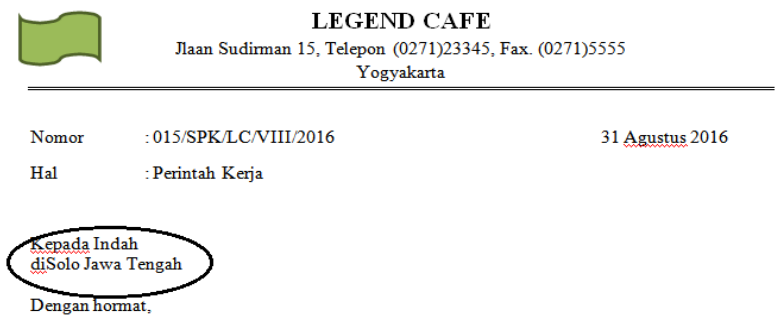 LEGEND CAFE
Jlaan Sudirman 15, Telepon (0271)23345, Fax. (0271)5555
Yogyakarta
Nomor : 015/SPK/LC/VIII/2016 31 Agustus 2016
Hal : Perintah Kerja
Kepada Indah
diSolo Jawa Tengah
Dengan hormat,